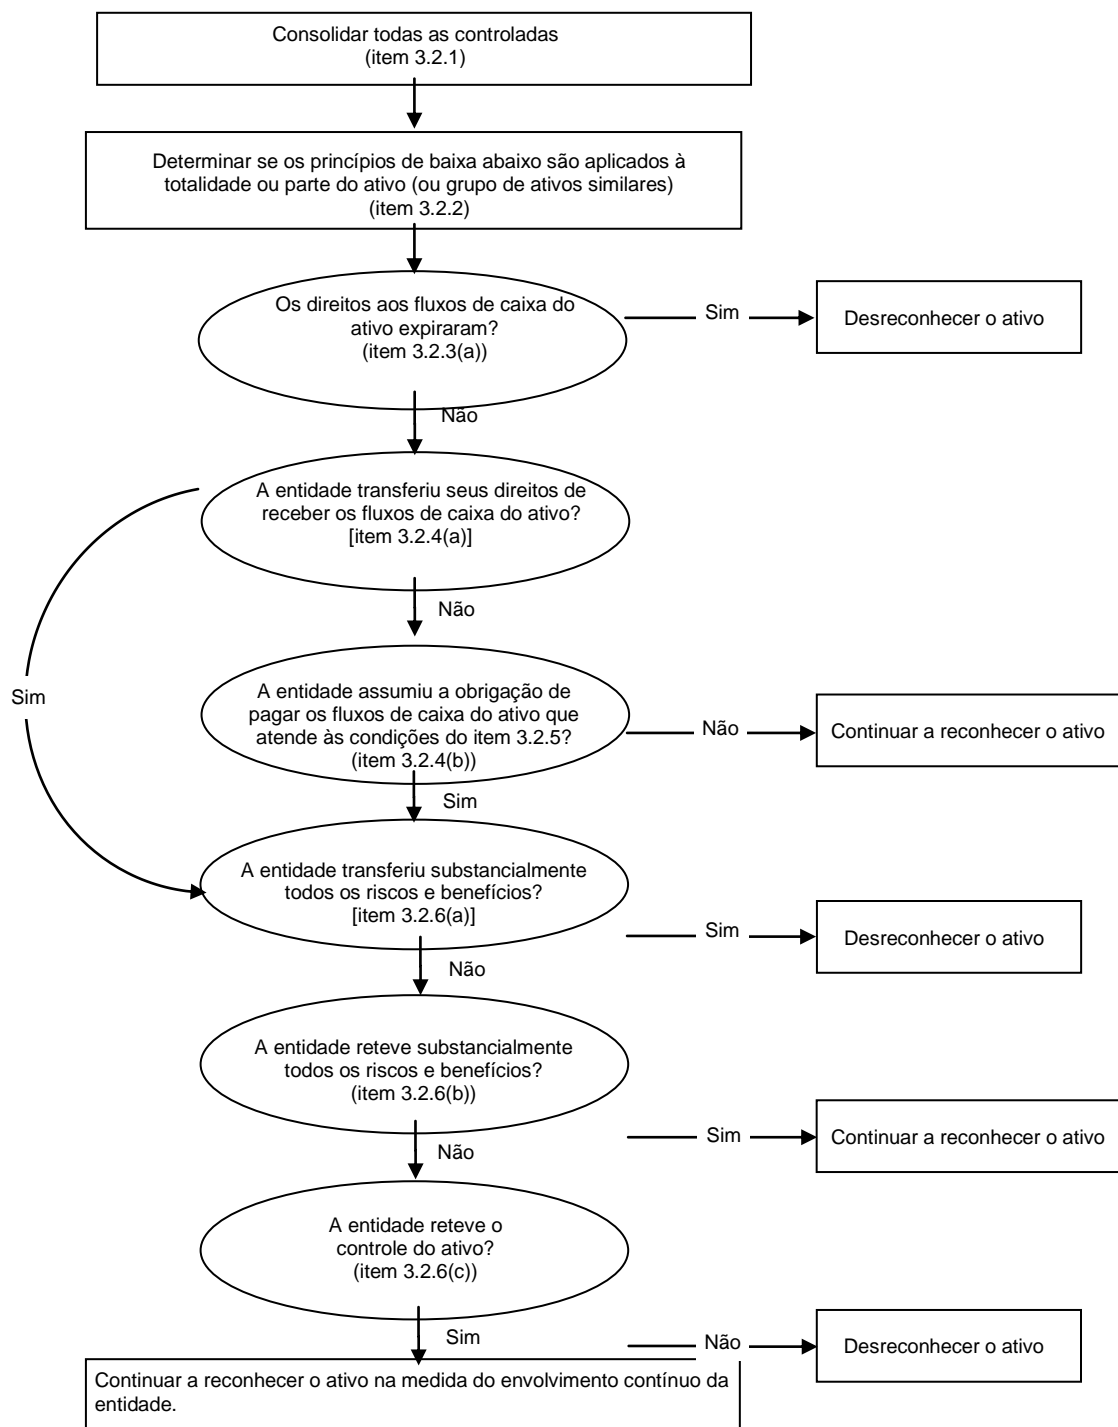 Consolidar todas as controladas
(item 3.2.1)
Determinar se os princípios de baixa abaixo são aplicados à
totalidade ou parte do ativo (ou grupo de ativos similares)
(item 3.2.2)
Os direitos aos fluxos de caixa do
ativo expiraram?
(item 3.2.3(a))
Sim
Desreconhecer o ativo
Não
A entidade transferiu seus direitos de
receber os fluxos de caixa do ativo?
[item 3.2.4(a)]
Não
Sim
A entidade assumiu a obrigação de
pagar os fluxos de caixa do ativo que
atende às condições do item 3.2.5?
(item 3.2.4(b))
Não
Continuar a reconhecer o ativo
Sim
A entidade transferiu substancialmente
todos os riscos e benefícios?
[item 3.2.6(a)]
Sim
Desreconhecer o ativo
Não
A entidade reteve substancialmente
todos os riscos e benefícios?
(item 3.2.6(b))
Sim
Continuar a reconhecer o ativo
Não
A entidade reteve o
controle do ativo?
(item 3.2.6(c))
Não
Desreconhecer o ativo
Sim
Continuar a reconhecer o ativo na medida do envolvimento contínuo da
entidade.